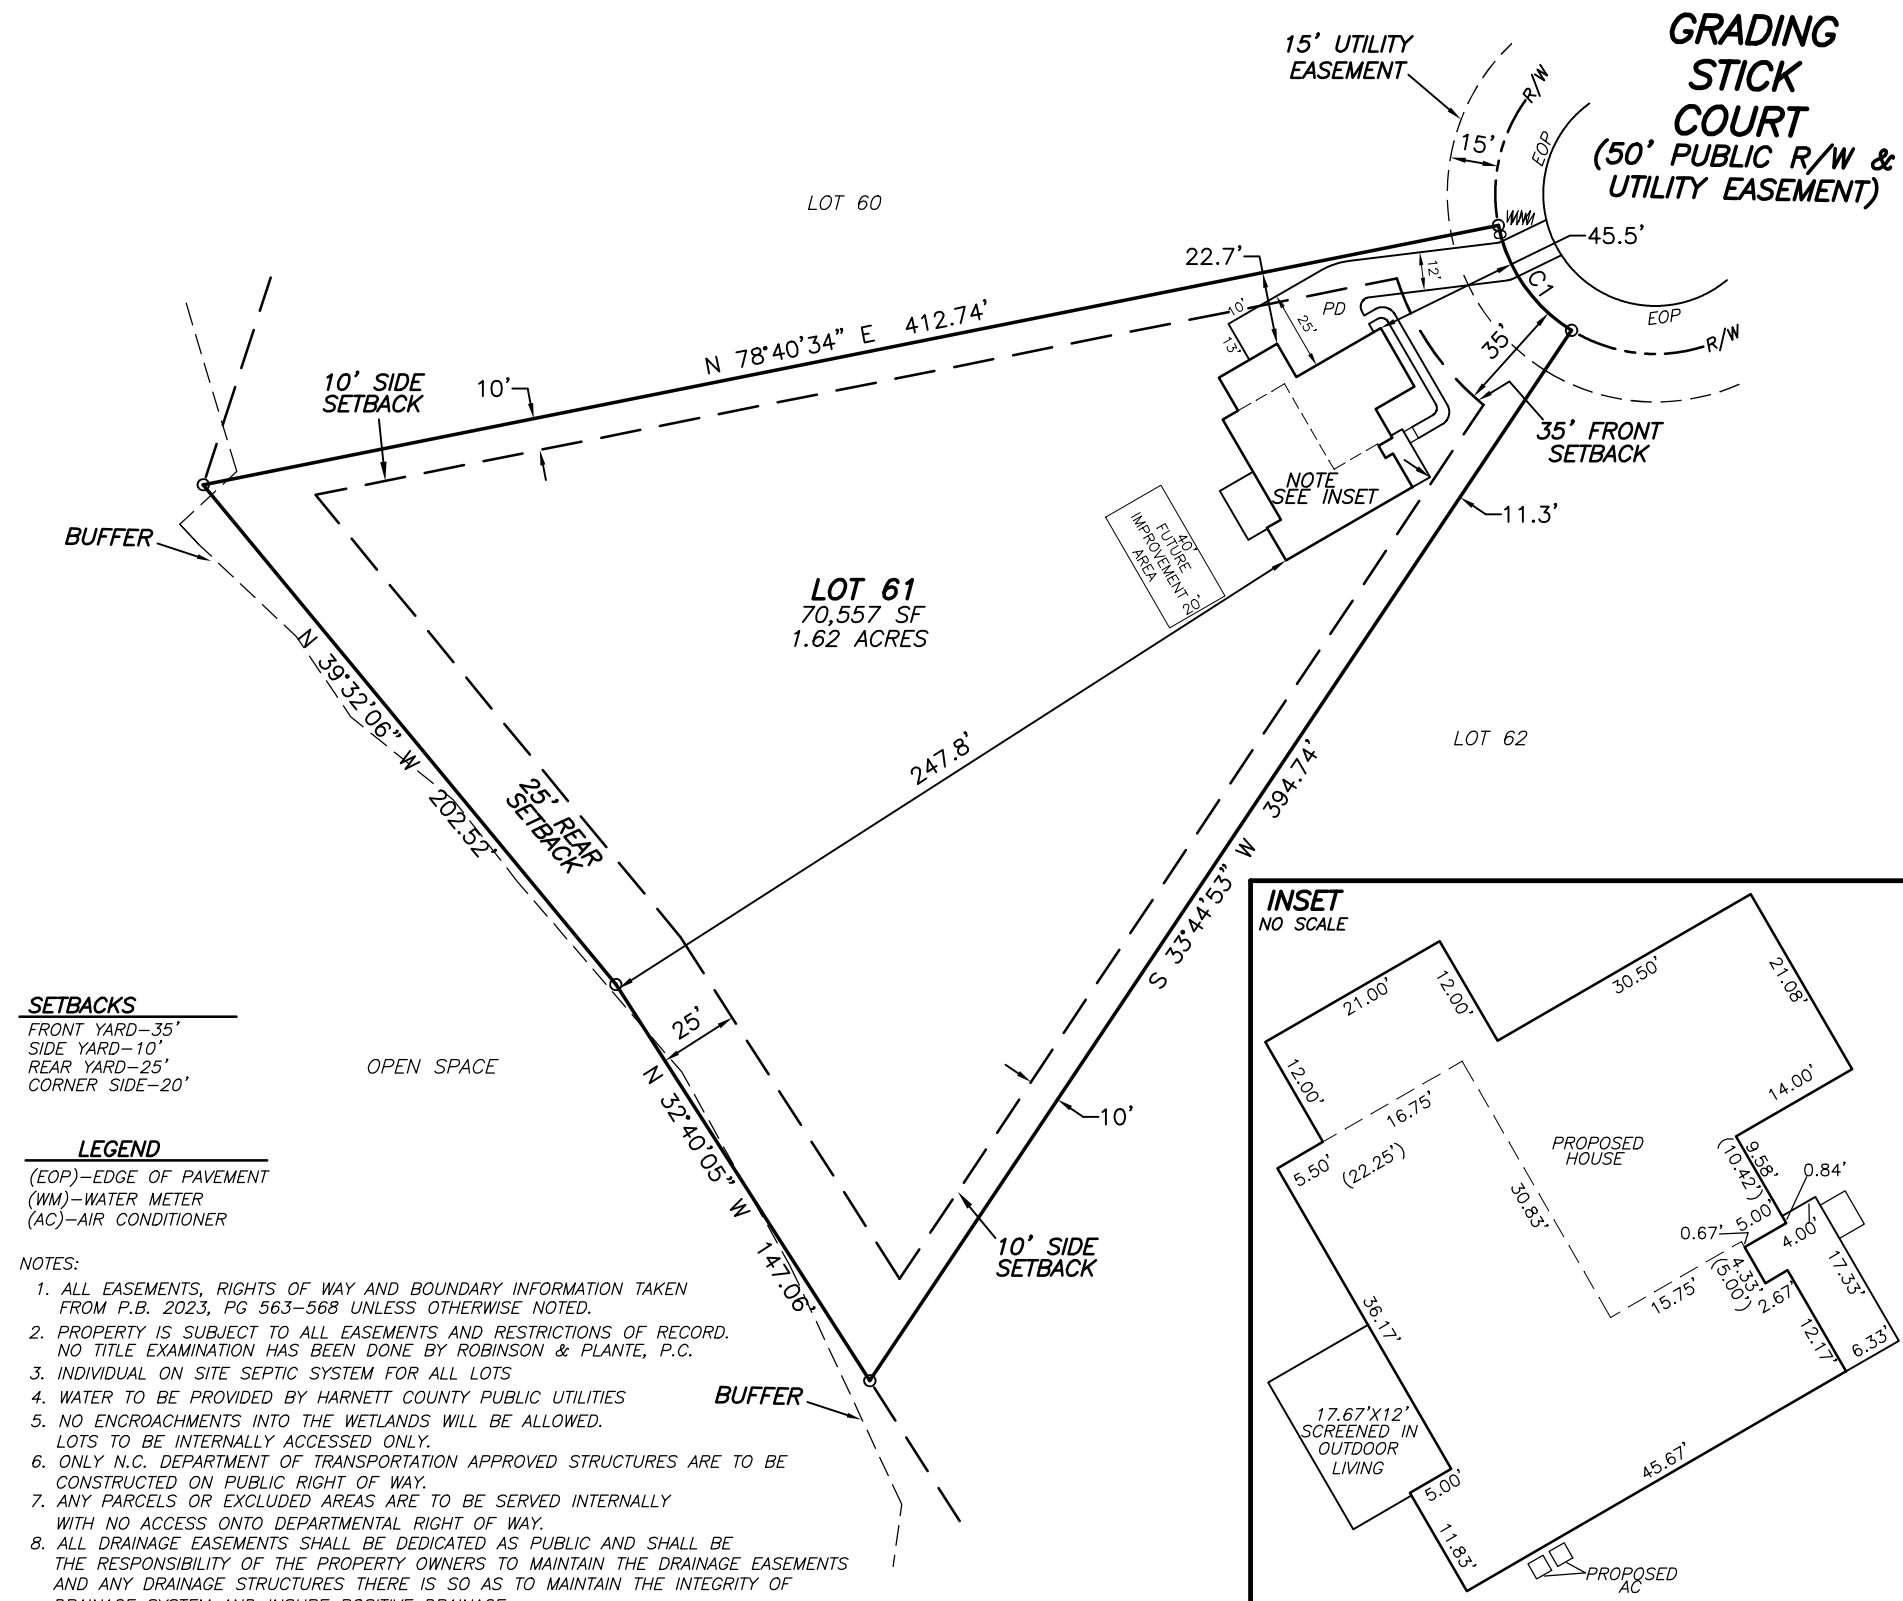 GRADING
STICK
COURT
(50' PUBLIC R/W &
UTILITY EASEMENT)
15' UTILITY
EASEMENT
R/W
15'
EOP
LOT 60
45.5'
22.7'
12'
C1
PD
EOP
R/W
10'
25'
13'
35'
N 78°40'34" E 412.74'
10' SIDE
SETBACK
10'
35' FRONT
SETBACK
NOTE
SEE INSET
11.3'
BUFFER
40'
FUTURE
IMPROVEMENT
AREA
20'
LOT 61
70,557 SF
1.62 ACRES
N 39°32'06" W 202.52'
247.8'
LOT 62
25' REAR
SETBACK
S 33°44'53" W 394.74'
25'
OPEN SPACE
N 32°40'05" W 147.06'
10'
10' SIDE
SETBACK
BUFFER
SETBACKS
FRONT YARD-35'
SIDE YARD-10'
REAR YARD-25'
CORNER SIDE-20'
LEGEND
(EOP)-EDGE OF PAVEMENT
(WM)-WATER METER
(AC)-AIR CONDITIONER
NOTES:
1. ALL EASEMENTS, RIGHTS OF WAY AND BOUNDARY INFORMATION TAKEN
FROM P.B. 2023, PG 563-568 UNLESS OTHERWISE NOTED.
2. PROPERTY IS SUBJECT TO ALL EASEMENTS AND RESTRICTIONS OF RECORD.
NO TITLE EXAMINATION HAS BEEN DONE BY ROBINSON & PLANTE, P.C.
3. INDIVIDUAL ON SITE SEPTIC SYSTEM FOR ALL LOTS
4. WATER TO BE PROVIDED BY HARNETT COUNTY PUBLIC UTILITIES
5. NO ENCROACHMENTS INTO THE WETLANDS WILL BE ALLOWED.
LOTS TO BE INTERNALLY ACCESSED ONLY.
6. ONLY N.C. DEPARTMENT OF TRANSPORTATION APPROVED STRUCTURES ARE TO BE
CONSTRUCTED ON PUBLIC RIGHT OF WAY.
7. ANY PARCELS OR EXCLUDED AREAS ARE TO BE SERVED INTERNALLY
WITH NO ACCESS ONTO DEPARTMENTAL RIGHT OF WAY.
8. ALL DRAINAGE EASEMENTS SHALL BE DEDICATED AS PUBLIC AND SHALL BE
THE RESPONSIBILITY OF THE PROPERTY OWNERS TO MAINTAIN THE DRAINAGE EASEMENTS
AND ANY DRAINAGE STRUCTURES THERE IS SO AS TO MAINTAIN THE INTEGRITY OF
INSET
NO SCALE
21.00'
12.00'
30.50'
21.08'
12.00'
16.75'
14.00'
5.50'
(22.25')
PROPOSED
HOUSE
9.58'
(10.42')
0.84'
30.83'
5.00'
0.67'
4.00'
4.33'
(5.00')
17.33'
15.75'
2.67'
36.17'
12.17'
6.33'
17.67'X12'
SCREENED IN
OUTDOOR
LIVING
5.00'
45.67'
11.83'
PROPOSED
AC